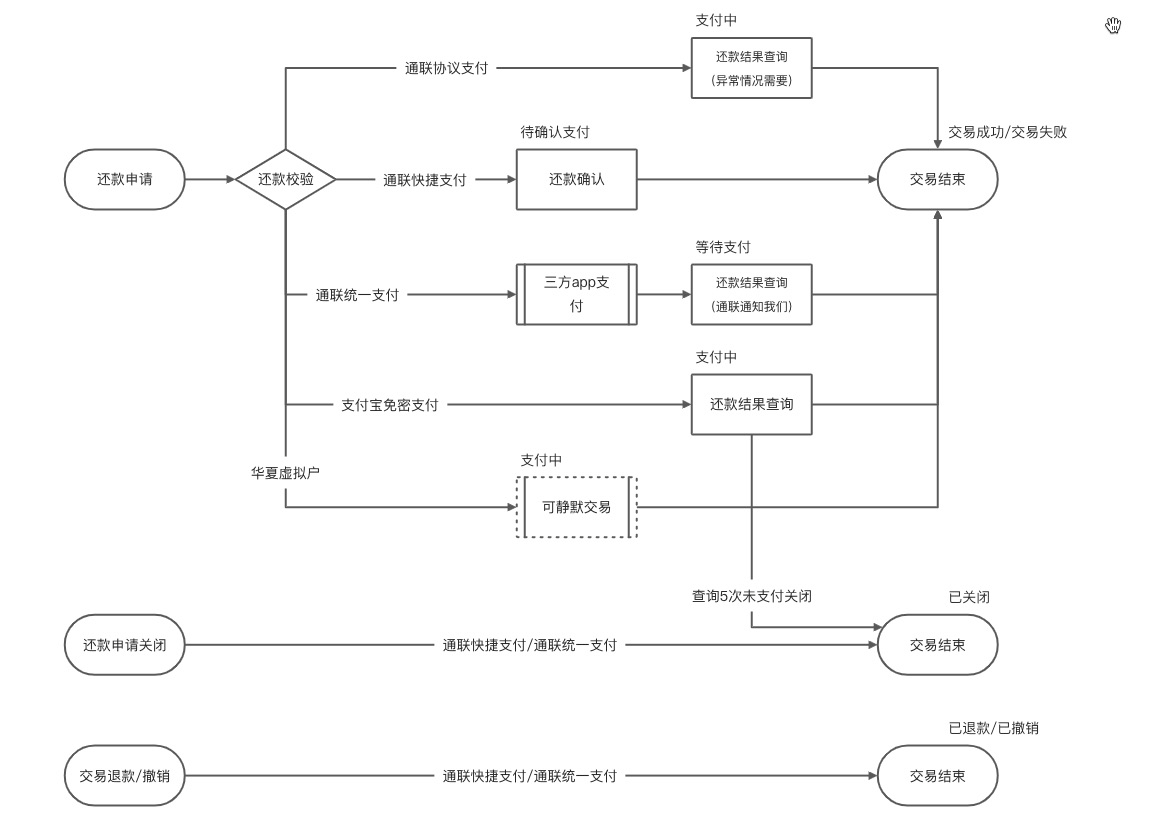 支付中
还款结果查询
(异常情况需要)
通联协议支付
待确认支付
交易成功/交易失败
还款申请
还款校验
通联快捷支付
还款确认
交易结束
等待支付
通联统一支付
三方app支
付
还款结果查询
(通联通知我们)
支付中
支付宝免密支付
还款结果查询
华夏虚拟户
支付中
可静默交易
查询5次未支付关闭
已关闭
还款申请关闭
通联快捷支付/通联统一支付
交易结束
已退款/已撤销
交易退款/撤销
通联快捷支付/通联统一支付
交易结束